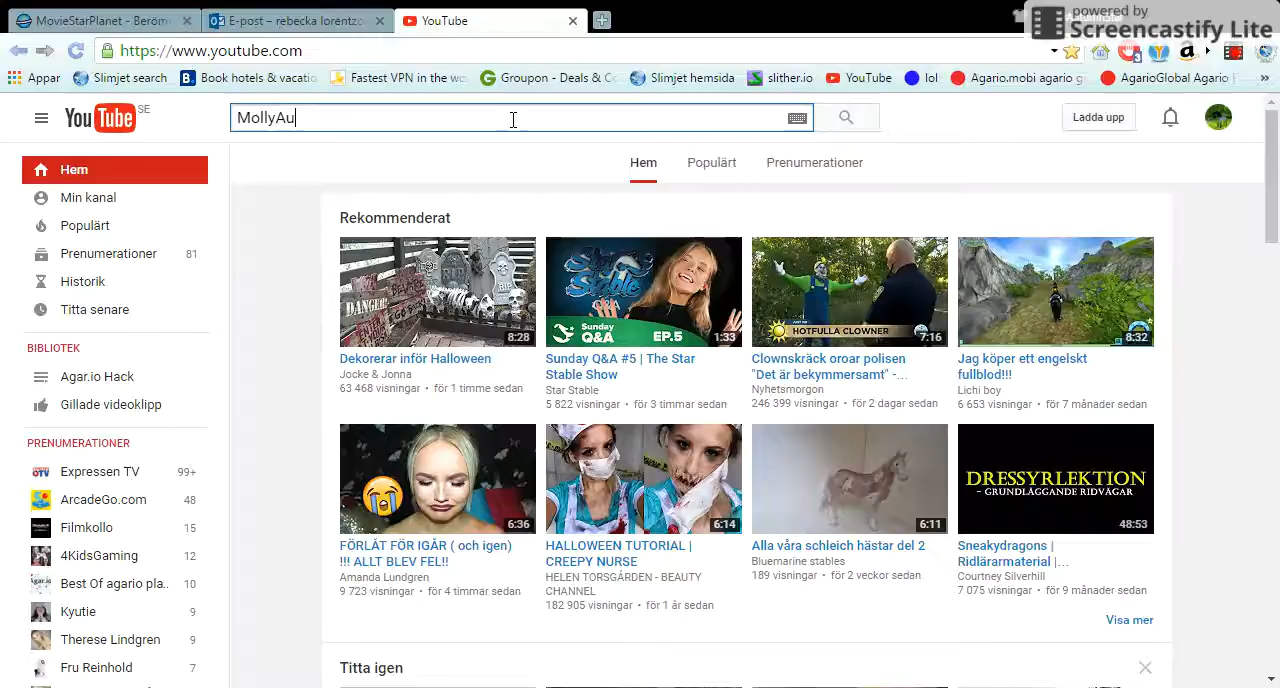 MovieStarPlanet - Beröm
E-post – rebecka lorentzo
YouTube
powered by
Screencastify Lite
https://www.youtube.com
Appar
Slimjet search
Book hotels & vacatio
Fastest VPN in the wo
Groupon - Deals & Co
Slimjet hemsida
slither.io
YouTube
lol
Agario.mobi agario g
AgarioGlobal Agario
»
YouTube SE
MollyAu
Ladda upp
Hem
Populärt
Prenumerationer
Hem
Min kanal
Populärt
Prenumerationer 81
Historik
Titta senare
BIBLIOTEK
Agar.io Hack
Gillade videoklipp
PRENUMERATIONER
Expressen TV 99+
ArcadeGo.com 48
Filmkollo 15
4KidsGaming 12
Best Of agario pla.. 10
Kyutie 9
Therese Lindgren 9
Fru Reinhold 7
Rekommenderat
DANGER!
RIP
8:28
Dekorerar inför Halloween
Jocke & Jonna
63 468 visningar • för 1 timme sedan
Star Stable
Sunday
Q&A
EP.5
1:33
Sunday Q&A #5 | The Star
Stable Show
Star Stable
5 822 visningar • för 3 timmar sedan
HOTFULLA CLOWNER
7:16
Clownskräck oroar polisen
"Det är bekymmersamt" -...
Nyhetsmorgon
246 399 visningar • för 2 dagar sedan
8:32
Jag köper ett engelskt
fullblod!!!
Lichi boy
6 653 visningar • för 7 månader sedan
6:36
FÖRLÅT FÖR IGÅR ( och igen)
!!! ALLT BLEV FEL!!
Amanda Lundgren
9 723 visningar • för 4 timmar sedan
6:14
HALLOWEEN TUTORIAL |
CREEPY NURSE
HELEN TORSGÅRDEN - BEAUTY
CHANNEL
182 905 visningar • för 1 år sedan
6:11
Alla våra schleich hästar del 2
Bluemarine stables
189 visningar • för 2 veckor sedan
DRESSYRLEKTION
- GRUNDLÄGGANDE RIDVÄGAR
48:53
Sneakydragons |
Ridlärarmaterial |...
Courtney Silverhill
7 075 visningar • för 9 månader sedan
Visa mer
Titta igen